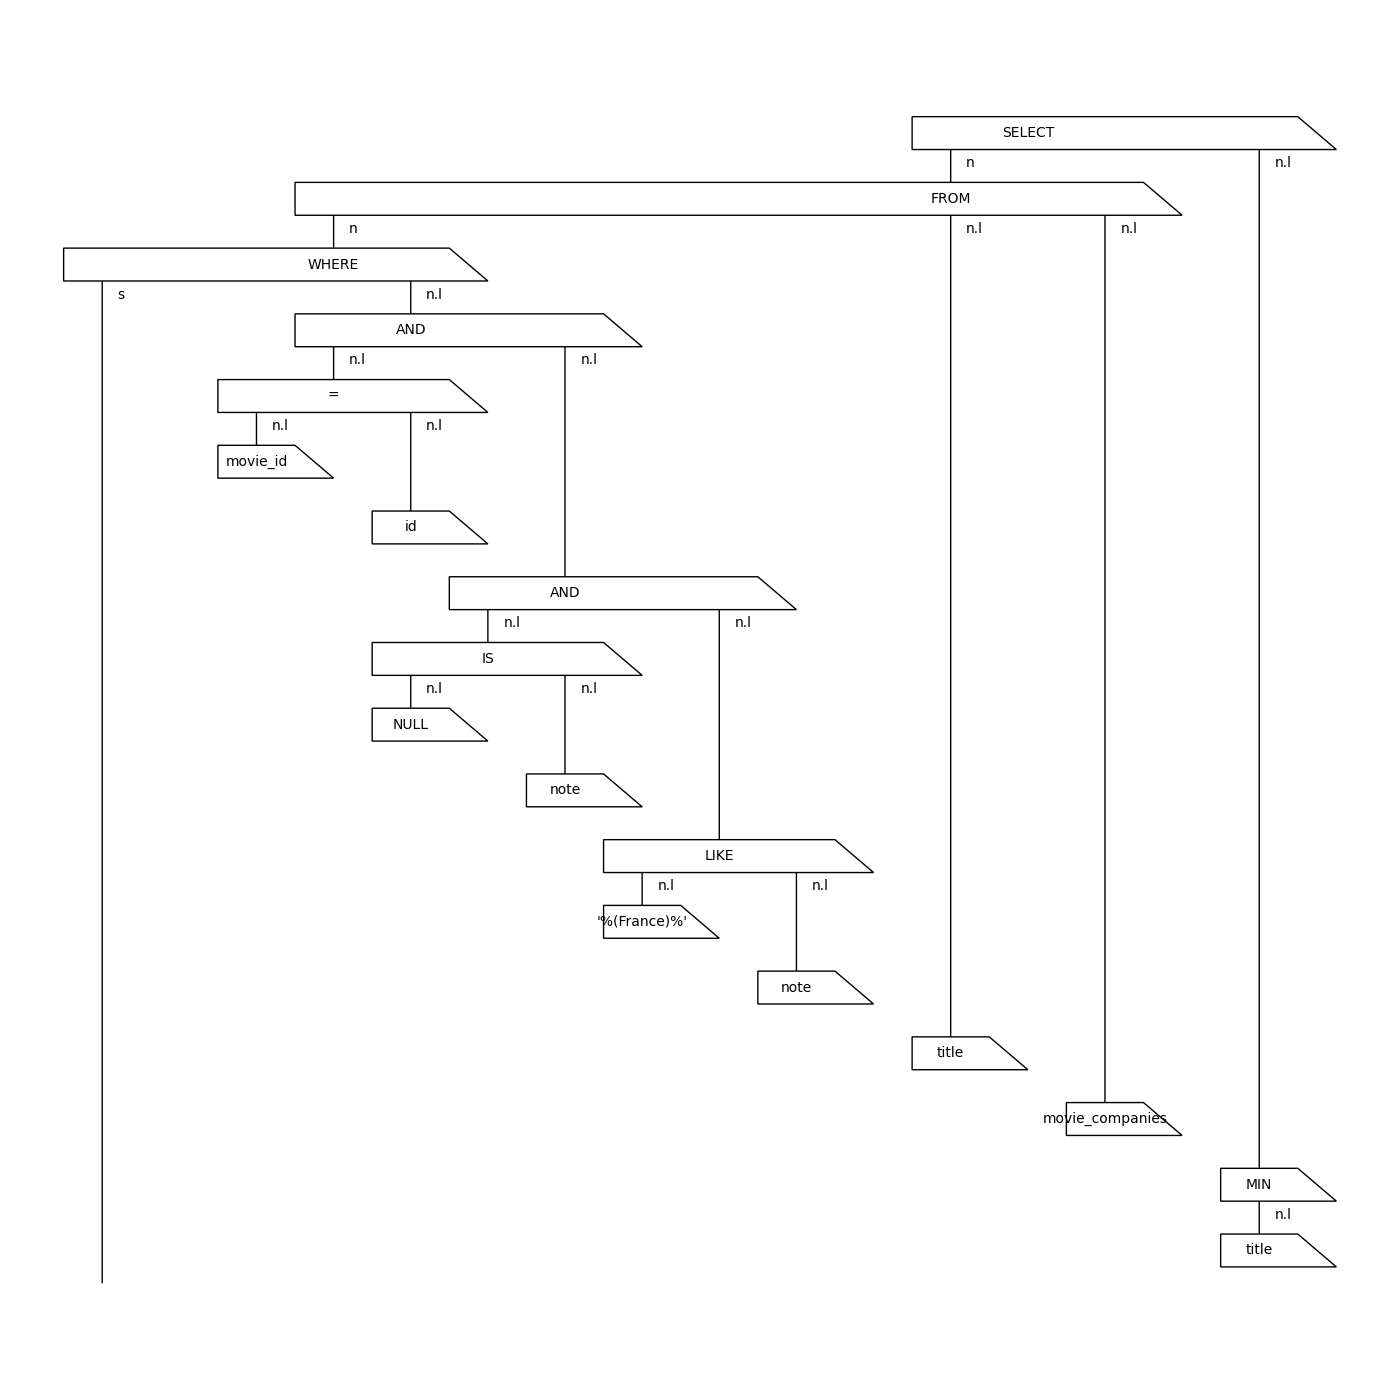 SELECT
n n.l
FROM
n n.l n.l
WHERE
s n.l
AND
n.l n.l
=
n.l n.l
movie_id
id
AND
n.l n.l
IS
n.l n.l
NULL
note
LIKE
n.l n.l
'%(France)%'
note
title
movie_companies
MIN
n.l
title